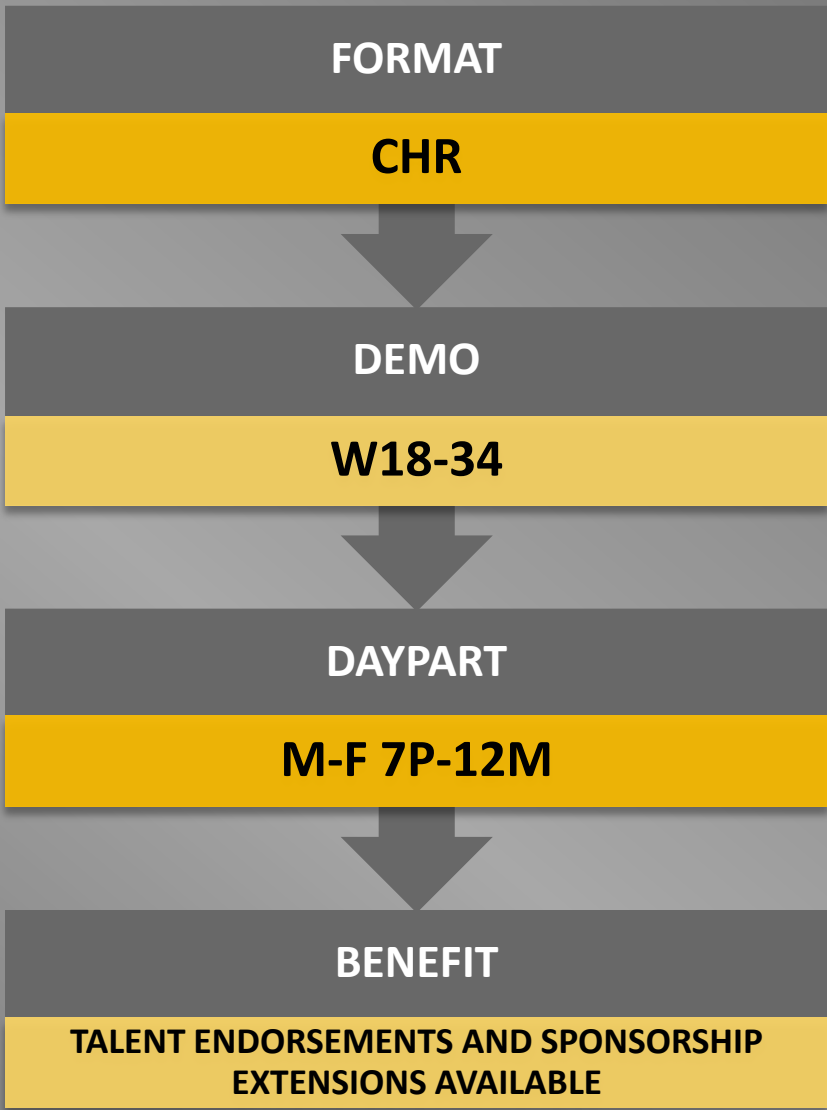 FORMAT
CHR
DEMO
W18-34
DAYPART
M-F 7P-12M
BENEFIT
TALENT ENDORSEMENTS AND SPONSORSHIP
EXTENSIONS AVAILABLE